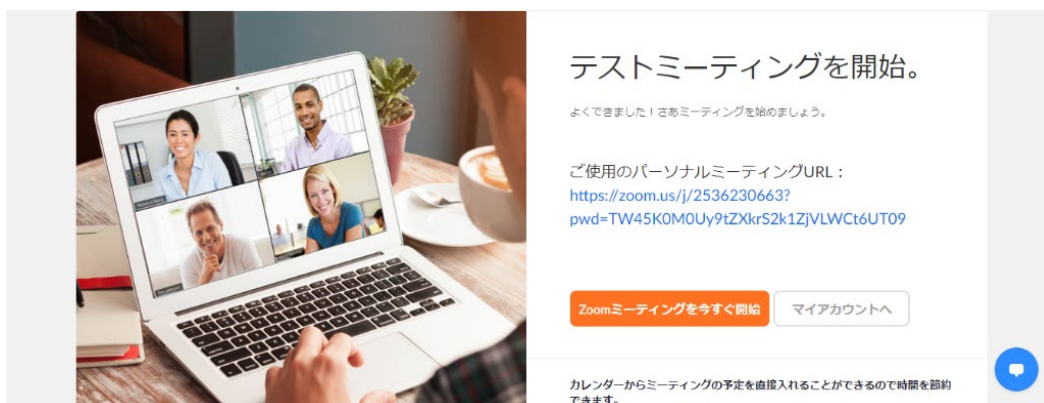 テストミーティングを開始。
よくできました！さあミーティングを始めましょう。
ご使用のパーソナルミーティングURL：
https://zoom.us/j/2536230663?
pwd=TW45K0M0Uy9tZXkrS2k1ZjVLWCt6UT09
Zoomミーティングを今すぐ開始 マイアカウントへ
カレンダーからミーティングの予定を直接入れることができるので時間を節約
できます。